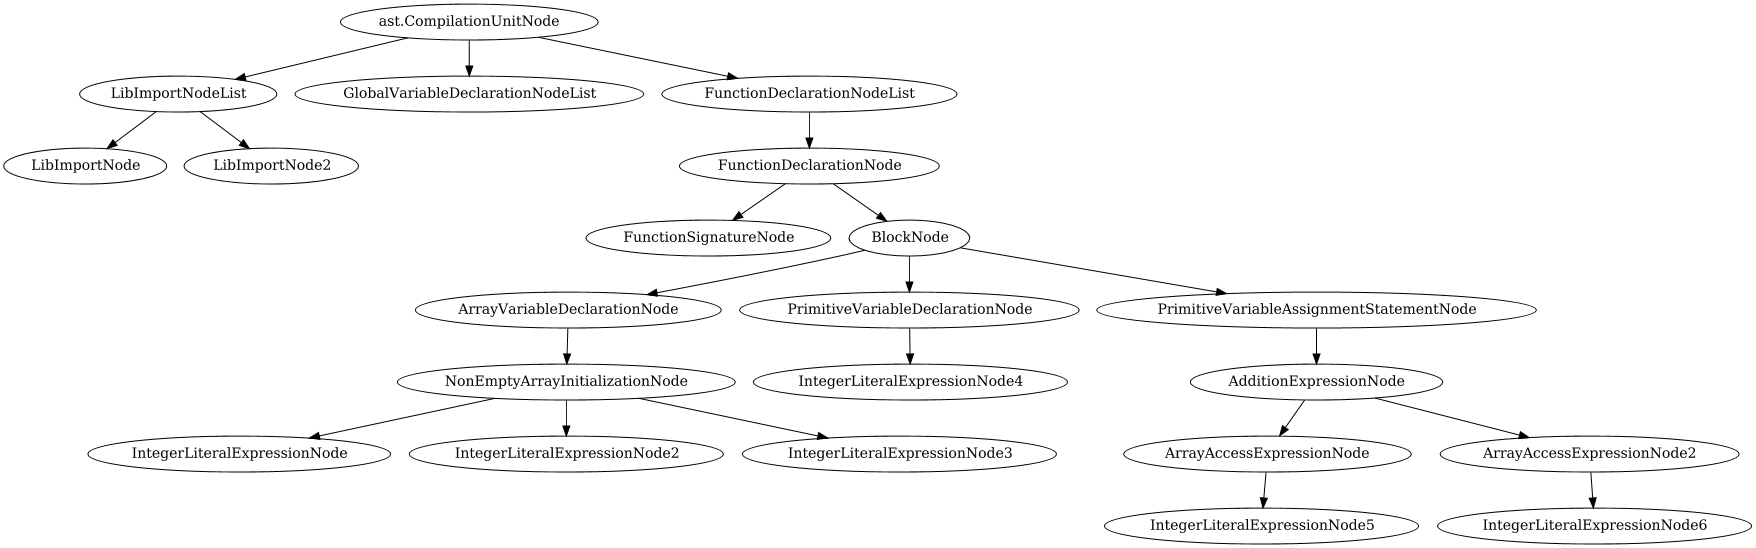 ast.CompilationUnitNode
LibImportNodeList
GlobalVariableDeclarationNodeList
FunctionDeclarationNodeList
LibImportNode
LibImportNode2
FunctionDeclarationNode
FunctionSignatureNode
BlockNode
ArrayVariableDeclarationNode
PrimitiveVariableDeclarationNode
PrimitiveVariableAssignmentStatementNode
NonEmptyArrayInitializationNode
IntegerLiteralExpressionNode4
AdditionExpressionNode
IntegerLiteralExpressionNode
IntegerLiteralExpressionNode2
IntegerLiteralExpressionNode3
ArrayAccessExpressionNode
ArrayAccessExpressionNode2
IntegerLiteralExpressionNode5
IntegerLiteralExpressionNode6